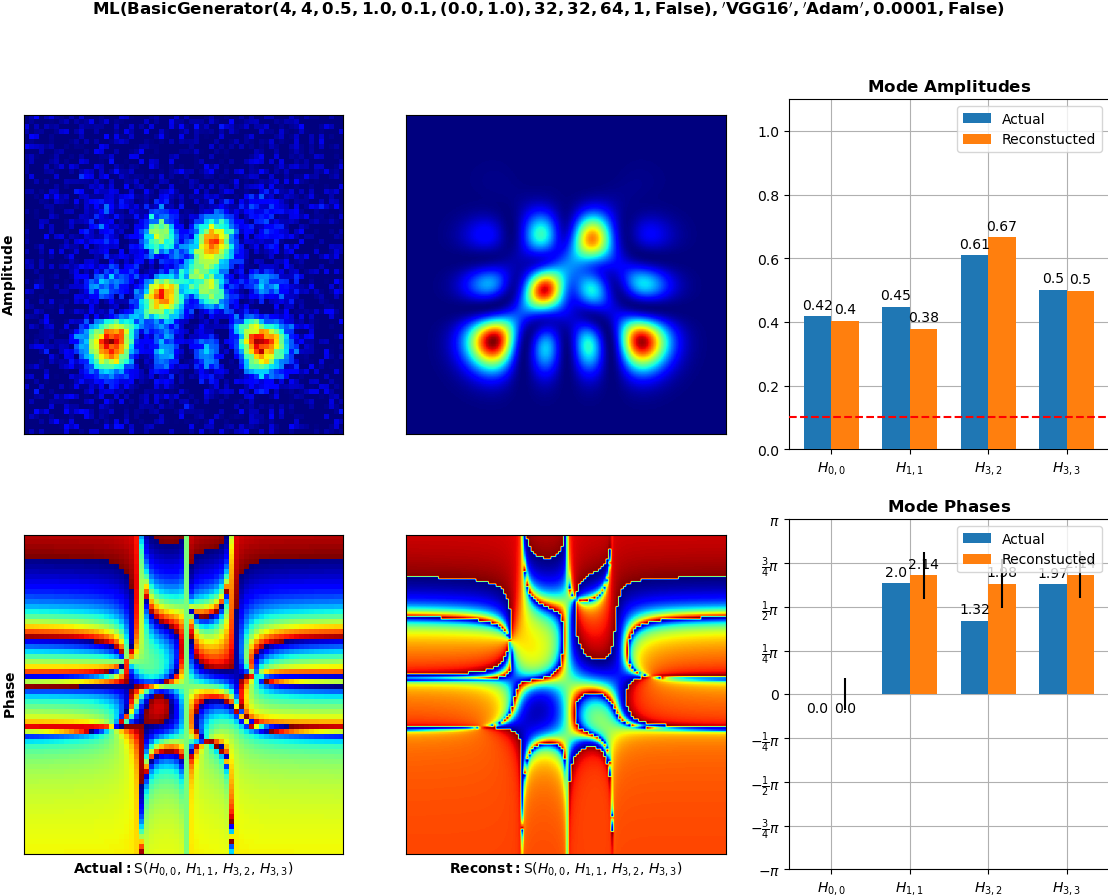 ML(BasicGenerator(4, 4, 0.5, 1.0, 0.1, (0.0, 1.0), 32, 32, 64, 1, False), ′VGG16′, ′Adam′, 0.0001, False)
Amplitude
Mode Amplitudes
Actual
Reconstucted
1.0
0.8
0.6
0.4
0.2
0.0
0.42
0.4
0.45
0.38
0.61
0.67
0.5
0.5
H0,0
H1,1
H3,2
H3,3
Phase
Actual: S(H0,0, H1,1, H3,2, H3,3)
Reconst: S(H0,0, H1,1, H3,2, H3,3)
Mode Phases
Actual
Reconstucted
π
3/4π
1/2π
1/4π
0
−1/4π
−1/2π
−3/4π
−π
0.0
0.0
2.0
2.14
1.32
1.98
1.97
H0,0
H1,1
H3,2
H3,3